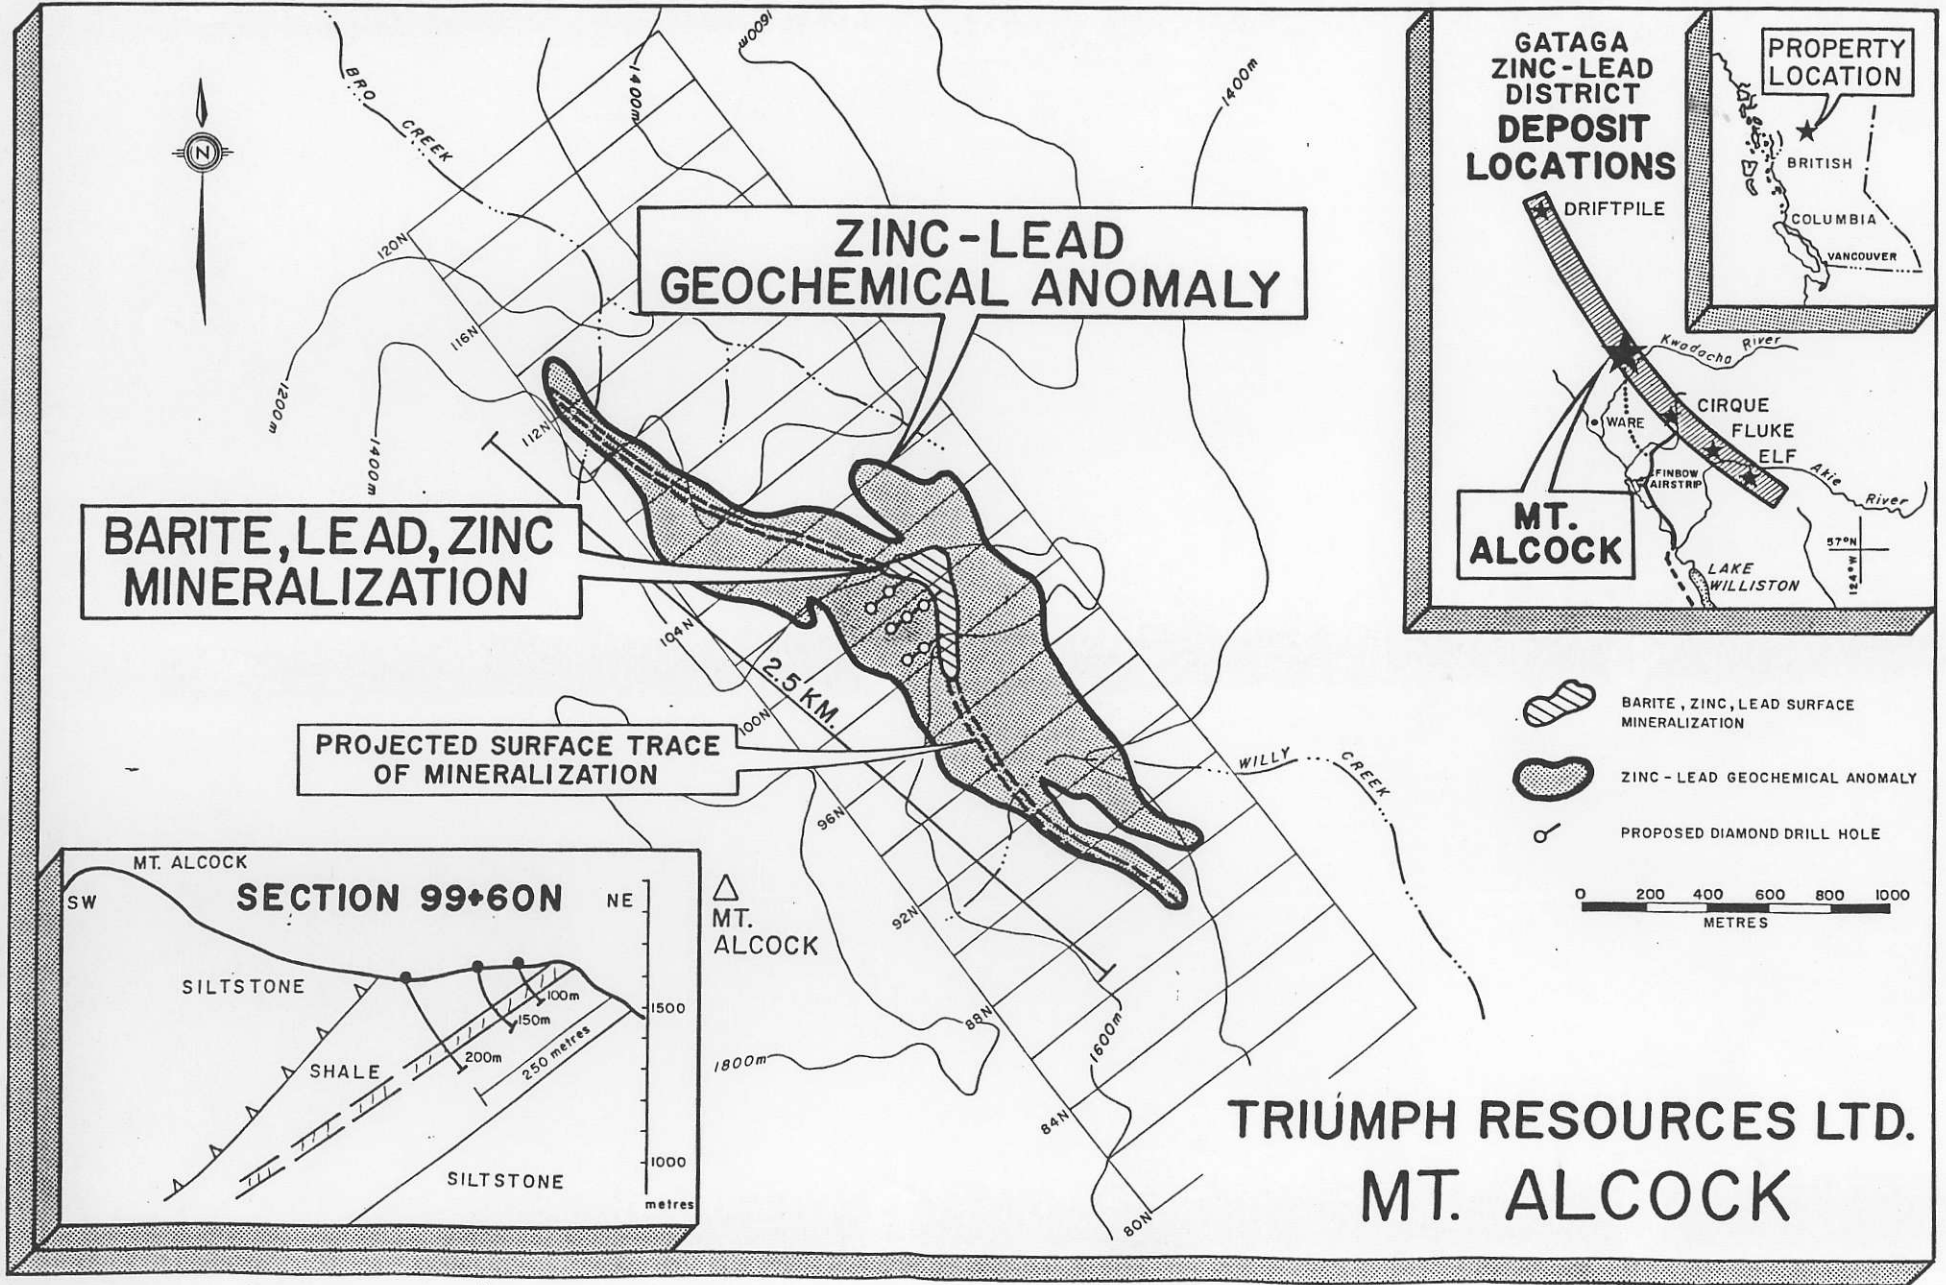 BRO
CREEK
1400m
1600m
1400m
N
120N
116N
112N
104N
100N
96N
92N
88N
84N
80N
1200m
1400m
ZINC-LEAD
GEOCHEMICAL ANOMALY
BARITE, LEAD, ZINC
MINERALIZATION
2.5 KM.
PROJECTED SURFACE TRACE
OF MINERALIZATION
WILLY CREEK
MT.
ALCOCK
1800m
1600m
GATAGA
ZINC-LEAD
DISTRICT
DEPOSIT
LOCATIONS
DRIFTPILE
Kwadacha River
CIRQUE
FLUKE
ELF
WARE
FINBOW
AIRSTRIP
Akie River
MT.
ALCOCK
57°N
124°W
LAKE
WILLISTON
PROPERTY
LOCATION
BRITISH
COLUMBIA
VANCOUVER
BARITE, ZINC, LEAD SURFACE
MINERALIZATION
ZINC-LEAD GEOCHEMICAL ANOMALY
PROPOSED DIAMOND DRILL HOLE
0 200 400 600 800 1000
METRES
MT. ALCOCK
SW
SECTION 99+60N
NE
SILTSTONE
100m
150m
200m
1500
SHALE
250 metres
1000
SILTSTONE
metres
TRIUMPH RESOURCES LTD.
MT. ALCOCK